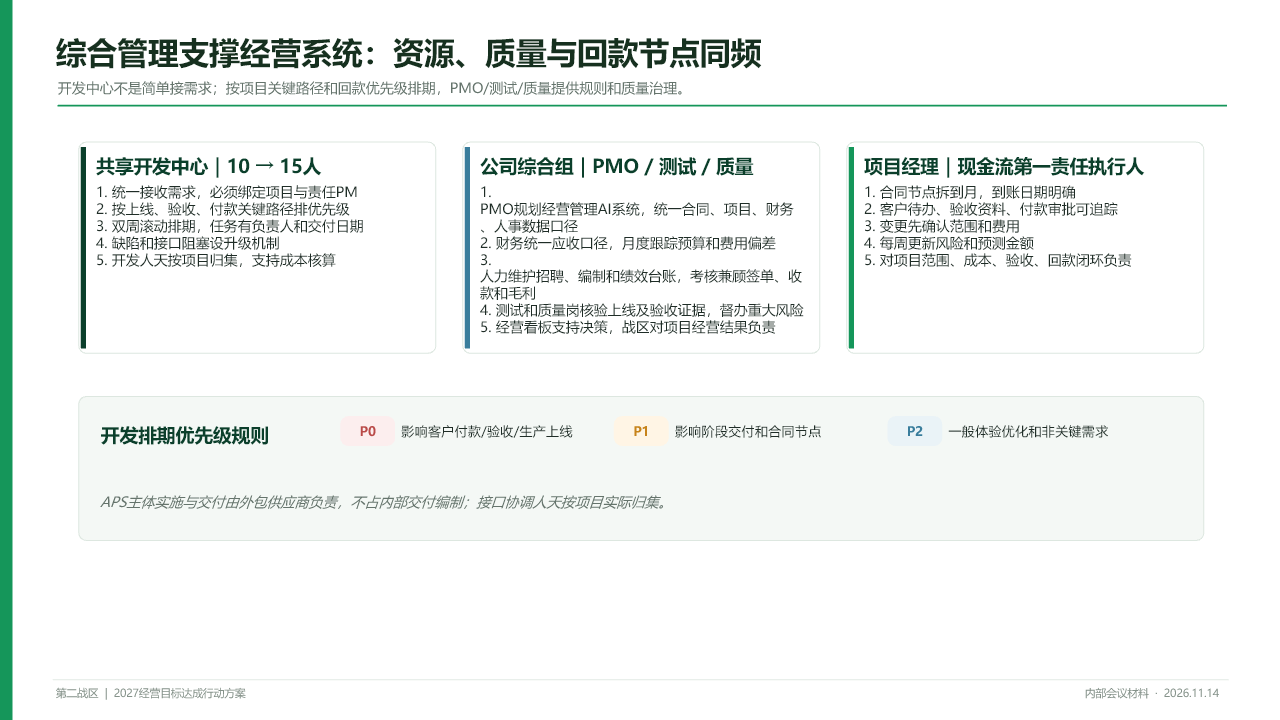 综合管理支撑经营系统：资源、质量与回款节点同频
开发中心不是简单接需求；按项目关键路径和回款优先级排期，PMO/测试/质量提供规则和质量治理。
共享开发中心｜10 → 15人
1. 统一接收需求，必须绑定项目与责任PM
2. 按上线、验收、付款关键路径排优先级
3. 双周滚动排期，任务有负责人和交付日期
4. 缺陷和接口阻塞设升级机制
5. 开发人天按项目归集，支持成本核算
公司综合组｜PMO / 测试 / 质量
1.
PMO规划经营管理AI系统，统一合同、项目、财务
、人事数据口径
2. 财务统一应收口径，月度跟踪预算和费用偏差
3.
人力维护招聘、编制和绩效台账，考核兼顾签单、收
款和毛利
4. 测试和质量岗核验上线及验收证据，督办重大风险
5. 经营看板支持决策，战区对项目经营结果负责
项目经理｜现金流第一责任执行人
1. 合同节点拆到月，到账日期明确
2. 客户待办、验收资料、付款审批可追踪
3. 变更先确认范围和费用
4. 每周更新风险和预测金额
5. 对项目范围、成本、验收、回款闭环负责
开发排期优先级规则
P0 影响客户付款/验收/生产上线
P1 影响阶段交付和合同节点
P2 一般体验优化和非关键需求
APS主体实施与交付由外包供应商负责，不占内部交付编制；接口协调人天按项目实际归集。
第二战区｜2027经营目标达成行动方案
内部会议材料 · 2026.11.14